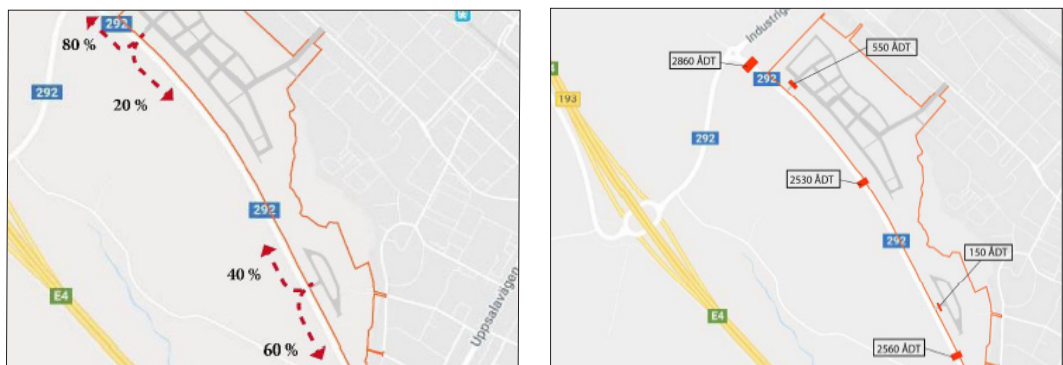 292
80 %
292
20 %
292
40 %
E4
60 %
Uppsalavägen
Industrig
550 ÅDT
2860 ÅDT
292
193
292
2530 ÅDT
292
150 ÅDT
E4
2560 ÅDT